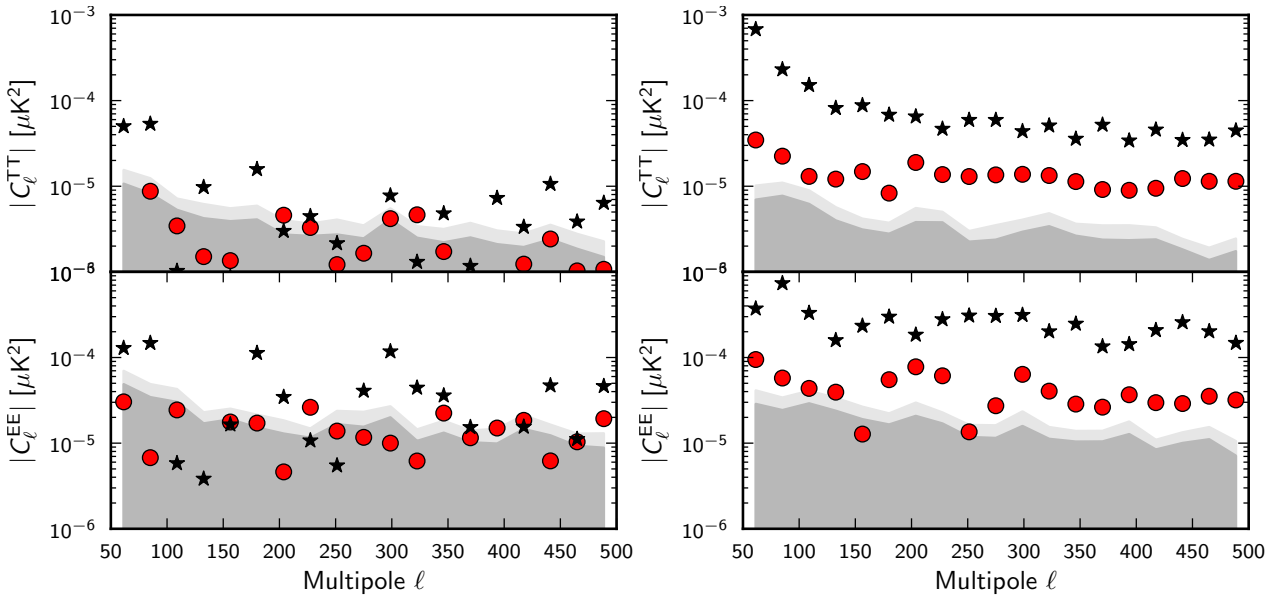 10⁻³ 10⁻³
10⁻⁴ 10⁻⁴
|C_ℓ^TT| [μK²] |C_ℓ^TT| [μK²]
10⁻⁵ 10⁻⁵
10⁻⁶ 10⁻⁶
10⁻⁴ 10⁻⁴
|C_ℓ^EE| [μK²] |C_ℓ^EE| [μK²]
10⁻⁵ 10⁻⁵
10⁻⁶ 10⁻⁶
50 100 150 200 250 300 350 400 450 500 50 100 150 200 250 300 350 400 450 500
Multipole ℓ Multipole ℓ